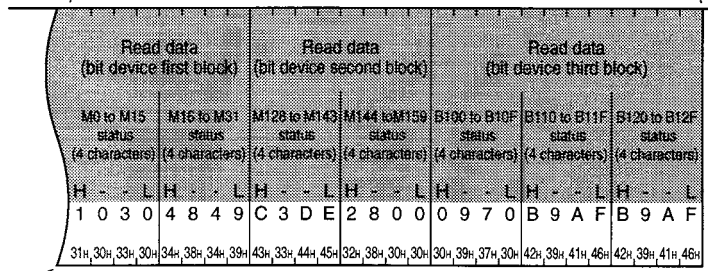 Read data Read data Read data
(bit device first block) (bit device second block) (bit device third block)
M0 to M15 M16 to M31 M128 to M143 M144 toM159 B100 to B10F B110 to B11F B120 to B12F
status status status status status status status
(4 characters) (4 characters) (4 characters) (4 characters) (4 characters) (4 characters) (4 characters)
H - - L H - - L H - - L H - - L H - - L H - - L H - - L
1 0 3 0 4 8 4 9 C 3 D E 2 8 0 0 0 9 7 0 B 9 A F B 9 A F
31H, 30H, 33H, 30H 34H, 38H, 34H, 39H 43H, 33H, 44H, 45H 32H, 38H, 30H, 30H 30H, 39H, 37H, 30H 42H, 39H, 41H, 46H 42H, 39H, 41H, 46H